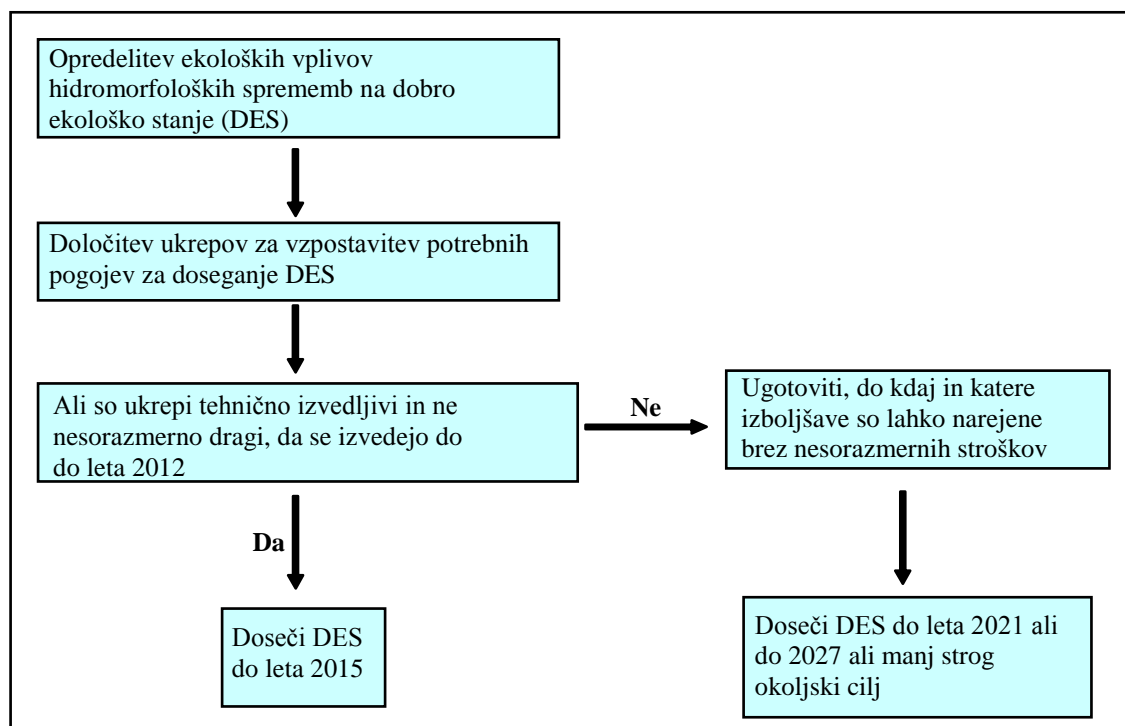 Opredelitev ekoloških vplivov
hidromorfoloških sprememb na dobro
ekološko stanje (DES)
Določitev ukrepov za vzpostavitev potrebnih
pogojev za doseganje DES
Ali so ukrepi tehnično izvedljivi in ne
nesorazmerno dragi, da se izvedejo do
do leta 2012
Ne
Ugotoviti, do kdaj in katere
izboljšave so lahko narejene
brez nesorazmernih stroškov
Da
Doseči DES
do leta 2015
Doseči DES do leta 2021 ali
do 2027 ali manj strog
okoljski cilj